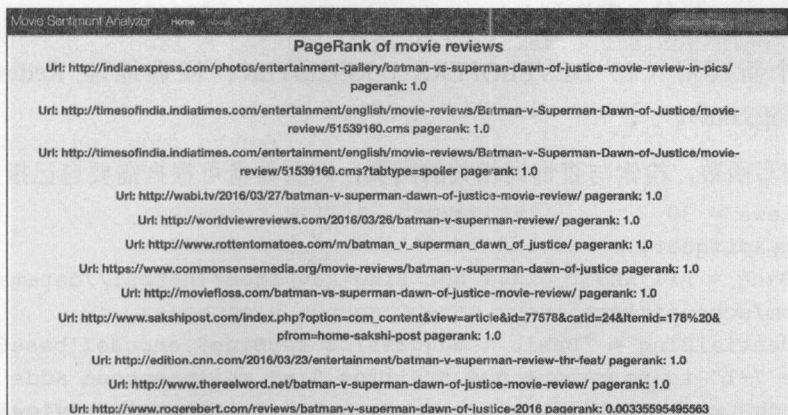 Movie Sentiment Analyzer Home About
PageRank of movie reviews
Url: http://indianexpress.com/photos/entertainment-gallery/batman-vs-superman-dawn-of-justice-movie-review-in-pics/
pagerank: 1.0
Url: http://timesofindia.indiatimes.com/entertainment/english/movie-reviews/Batman-v-Superman-Dawn-of-Justice/movie-
review/51539160.cms pagerank: 1.0
Url: http://timesofindia.indiatimes.com/entertainment/english/movie-reviews/Batman-v-Superman-Dawn-of-Justice/movie-
review/51539160.cms?tabtype=spoiler pagerank: 1.0
Url: http://wabi.tv/2016/03/27/batman-v-superman-dawn-of-justice-movie-review/ pagerank: 1.0
Url: http://worldviewreviews.com/2016/03/26/batman-v-superman-review/ pagerank: 1.0
Url: http://www.rottentomatoes.com/m/batman_v_superman_dawn_of_justice/ pagerank: 1.0
Url: https://www.commonsensemedia.org/movie-reviews/batman-v-superman-dawn-of-justice pagerank: 1.0
Url: http://moviefloss.com/batman-vs-superman-dawn-of-justice-movie-review/ pagerank: 1.0
Url: http://www.sakshipost.com/index.php?option=com_content&view=article&id=77578&catid=24&Itemid=178%20&
pfrom=home-sakshi-post pagerank: 1.0
Url: http://edition.cnn.com/2016/03/23/entertainment/batman-v-superman-review-thr-feat/ pagerank: 1.0
Url: http://www.thereelword.net/batman-v-superman-dawn-of-justice-movie-review/ pagerank: 1.0
Url: http://www.rogerebert.com/reviews/batman-v-superman-dawn-of-justice-2016 pagerank: 0.00335595495563